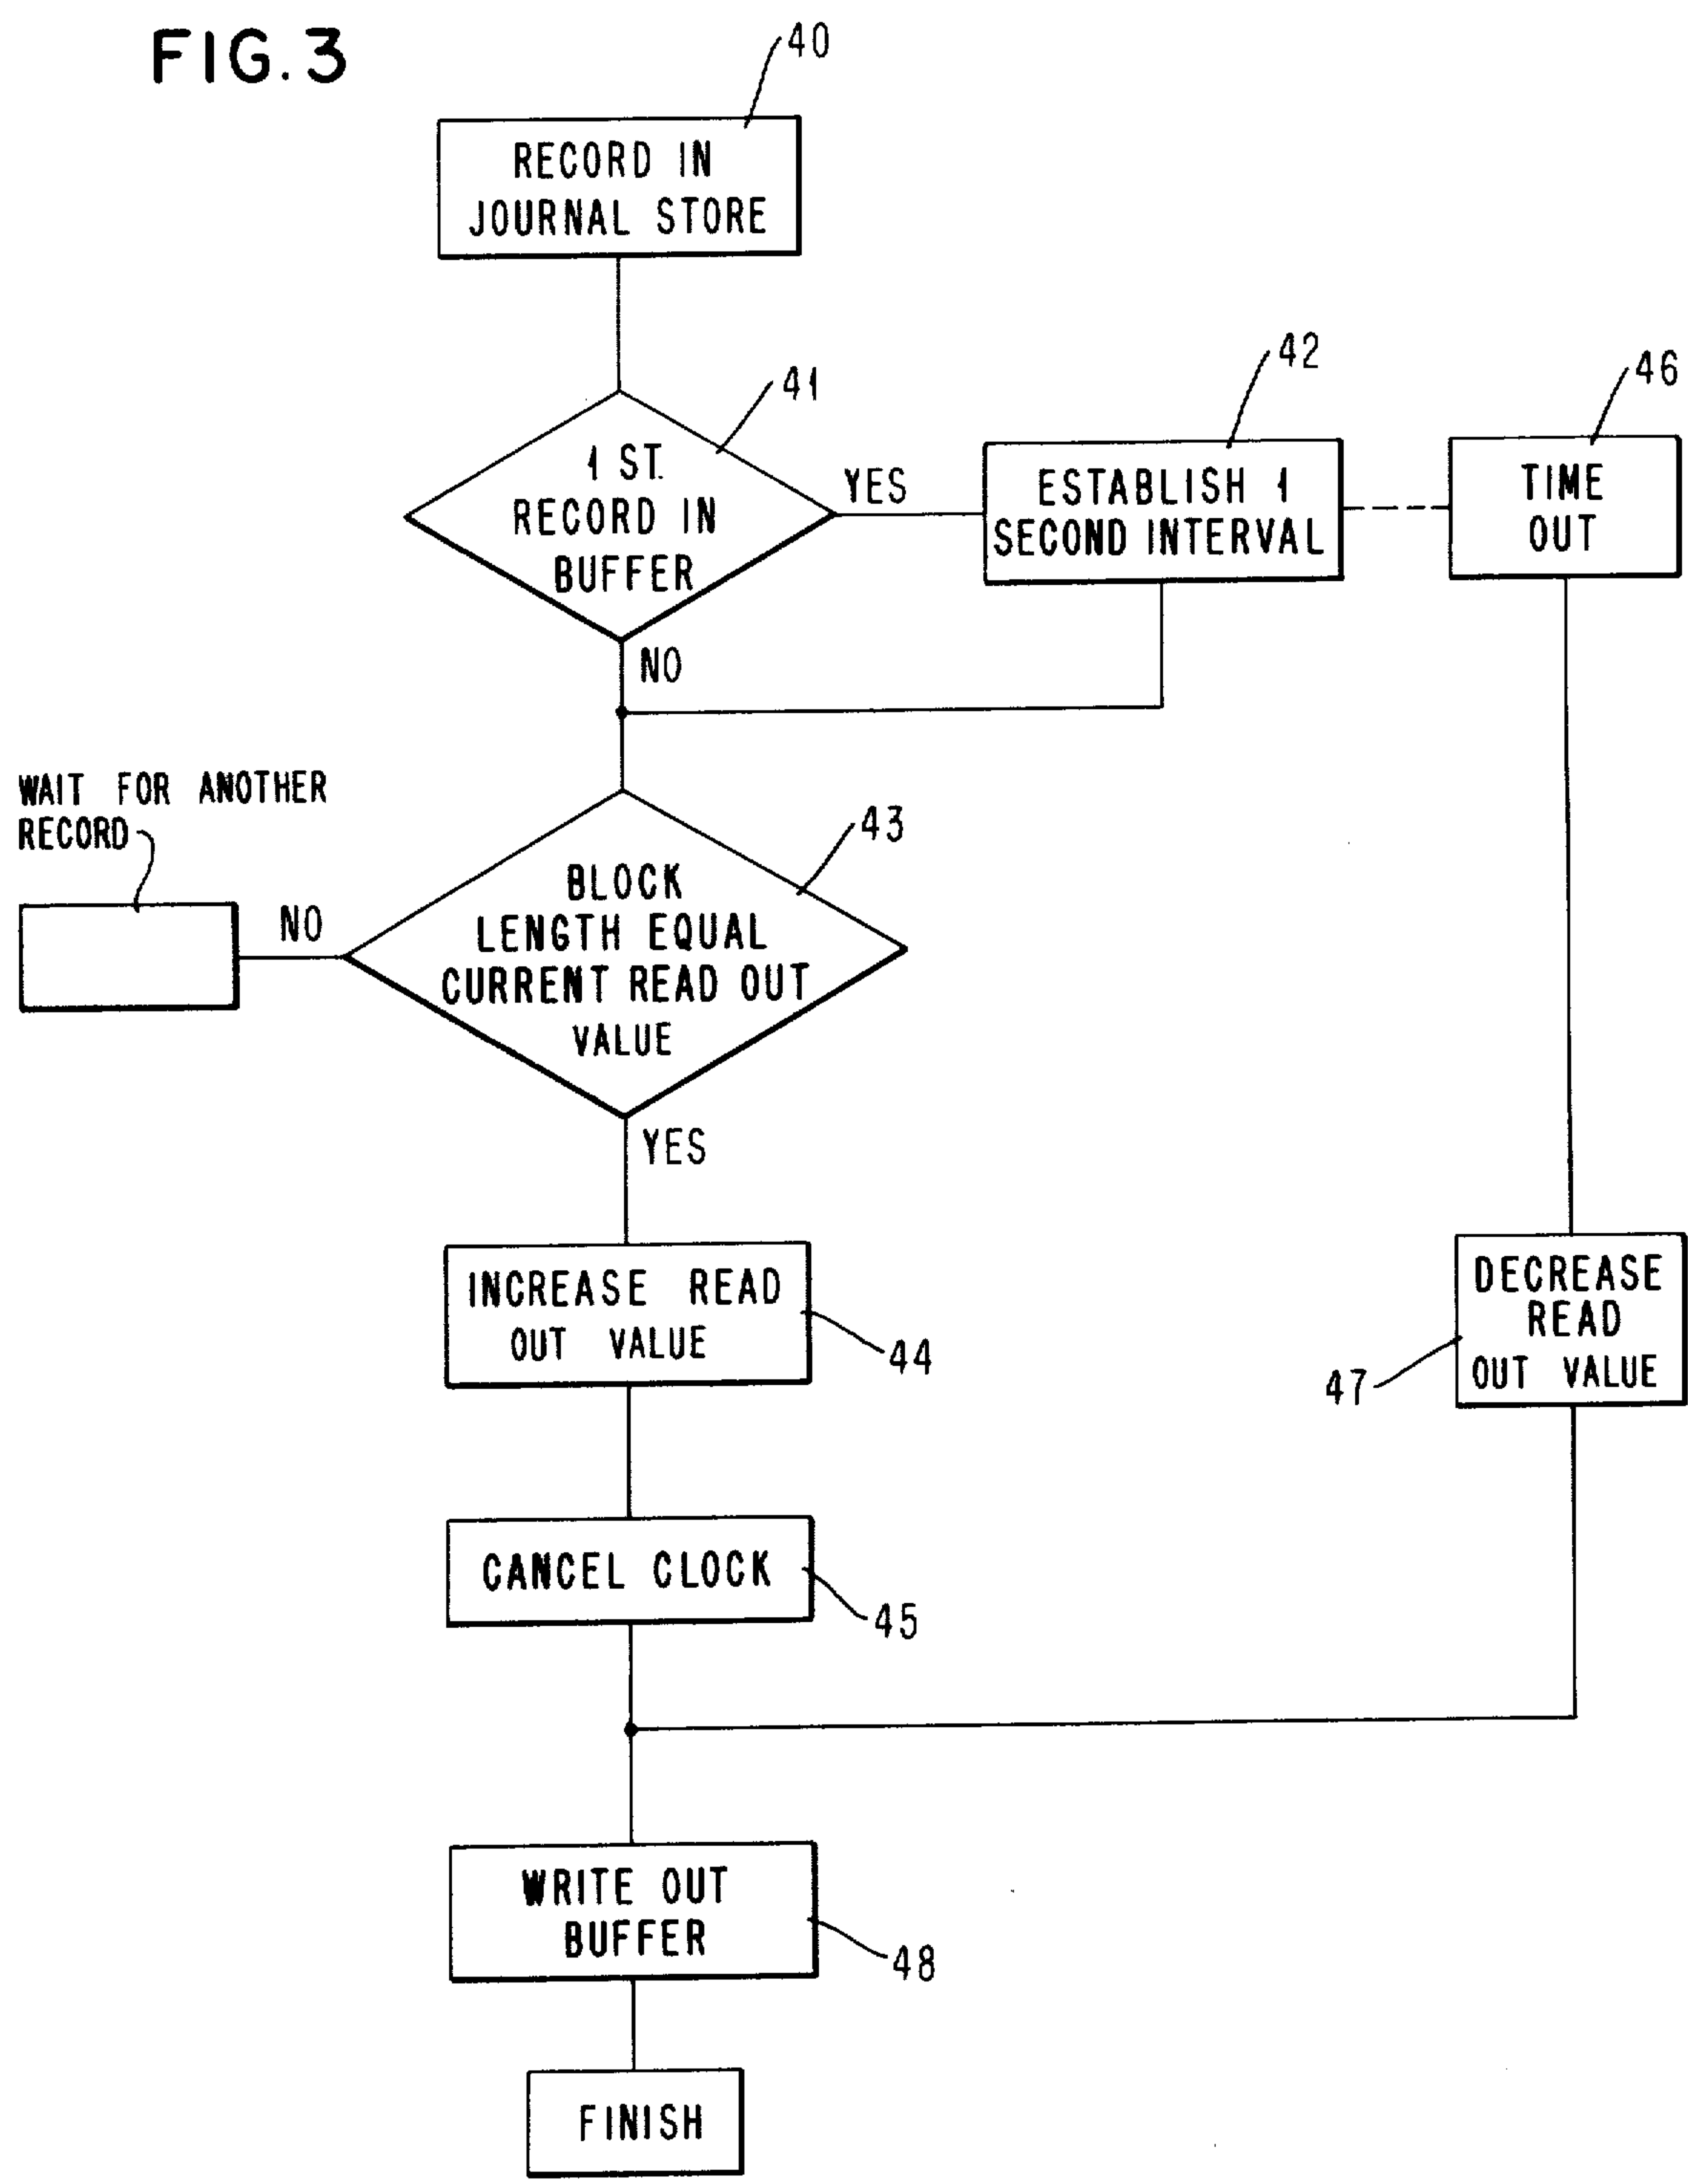 FIG. 3
40
RECORD IN
JOURNAL STORE
41
1 ST.
RECORD IN
BUFFER
YES
NO
42
ESTABLISH 1
SECOND INTERVAL
46
TIME
OUT
WAIT FOR ANOTHER
RECORD
NO
43
BLOCK
LENGTH EQUAL
CURRENT READ OUT
VALUE
YES
INCREASE READ
OUT VALUE
44
DECREASE
READ
OUT VALUE
47
CANCEL CLOCK
45
WRITE OUT
BUFFER
48
FINISH